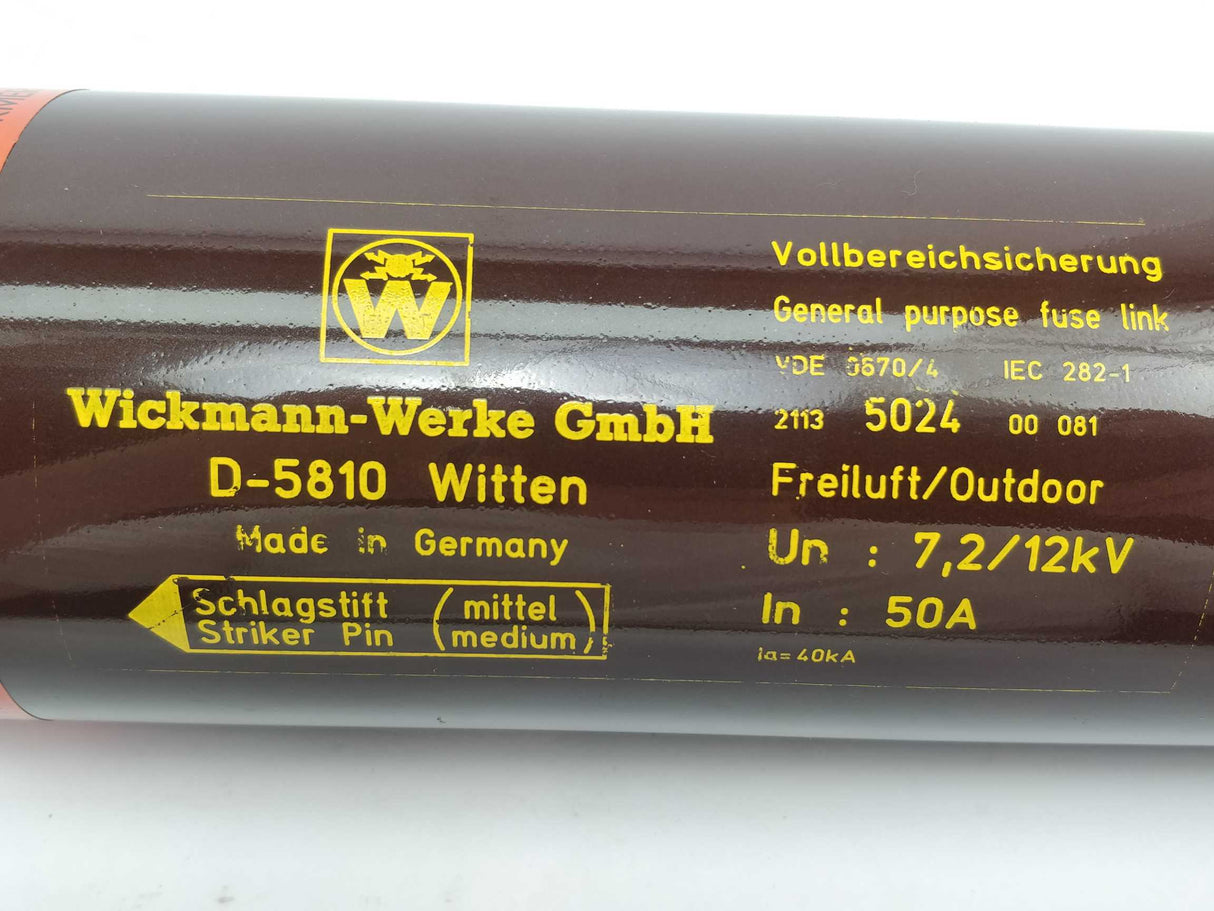 W
Wickmann-Werke GmbH
D-5810 Witten
Made in Germany
Schlagstift (mittel)
Striker Pin (medium)
Vollbereichsicherung
General purpose fuse link
VDE 0670/4 IEC 282-1
2113 5024 00 081
Freiluft/Outdoor
Un : 7,2/12kV
In : 50A
Ia = 40kA